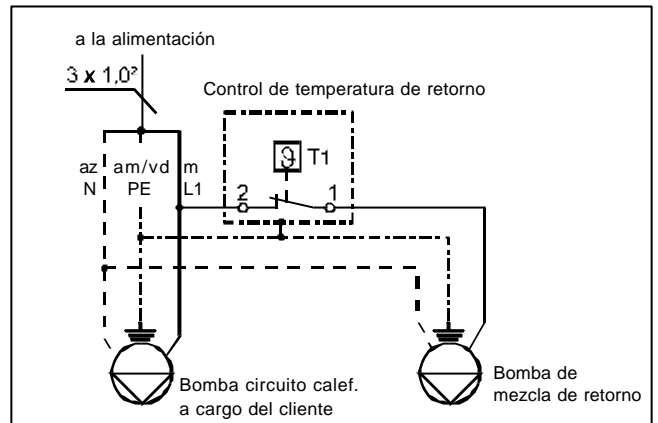 a la alimentación
3 x 1,0²
Control de temperatura de retorno
az am/vd m
N PE L1
ϑ T1
2 1
Bomba circuito calef.
a cargo del cliente
Bomba de
mezcla de retorno